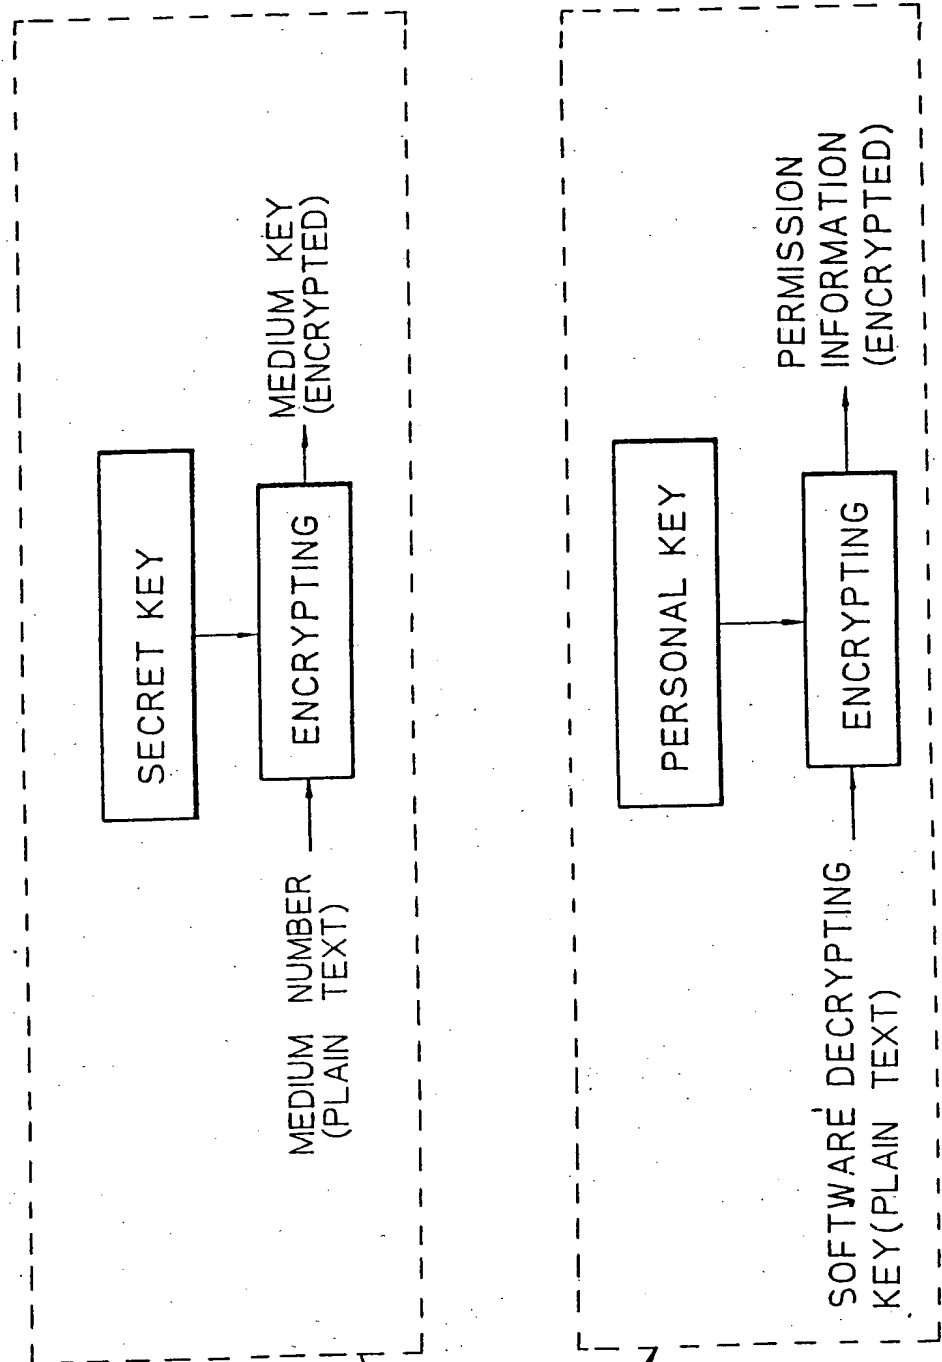 SECRET KEY
MEDIUM NUMBER
(PLAIN TEXT)
ENCRYPTING
MEDIUM KEY
(ENCRYPTED)
PERSONAL KEY
SOFTWARE DECRYPTING
KEY(PLAIN TEXT)
ENCRYPTING
PERMISSION
INFORMATION
(ENCRYPTED)